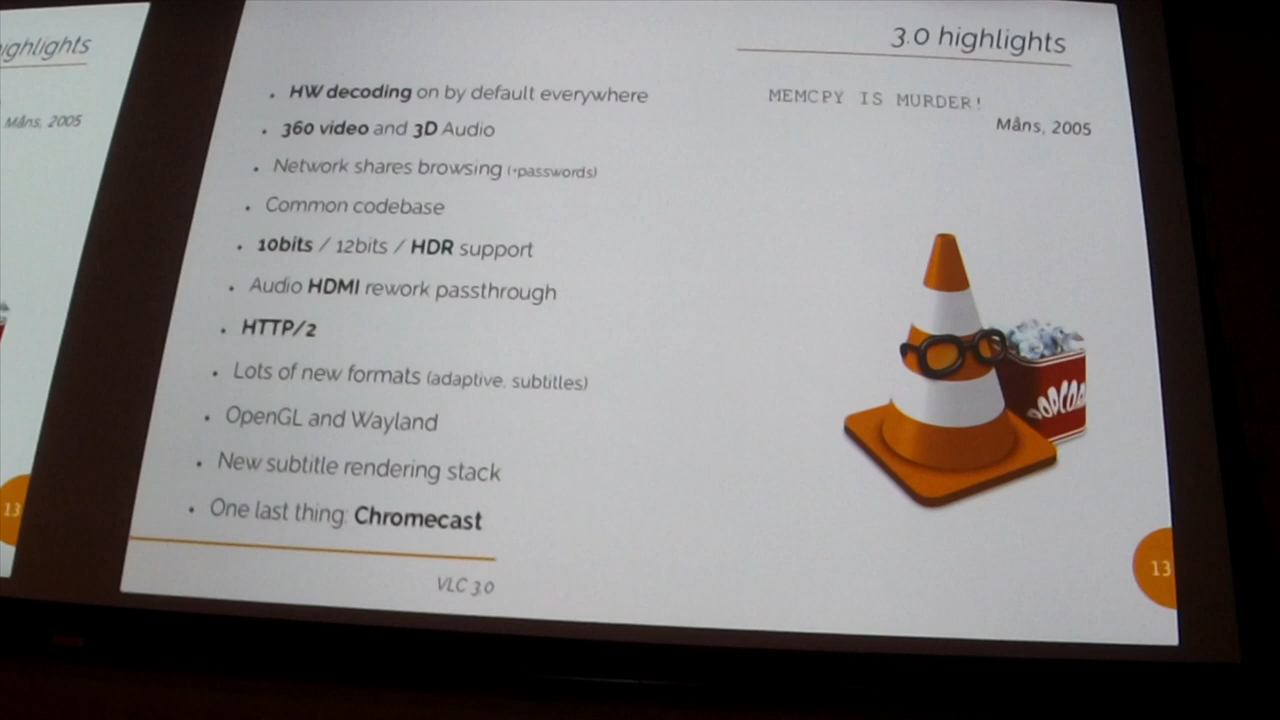 ighlights
Måns, 2005
13
3.0 highlights
HW decoding on by default everywhere
360 video and 3D Audio
Network shares browsing (+passwords)
Common codebase
10bits / 12bits / HDR support
Audio HDMI rework passthrough
HTTP/2
Lots of new formats (adaptive, subtitles)
OpenGL and Wayland
New subtitle rendering stack
One last thing: Chromecast
MEMCPY IS MURDER!
Måns, 2005
POPCO
VLC 3.0
13